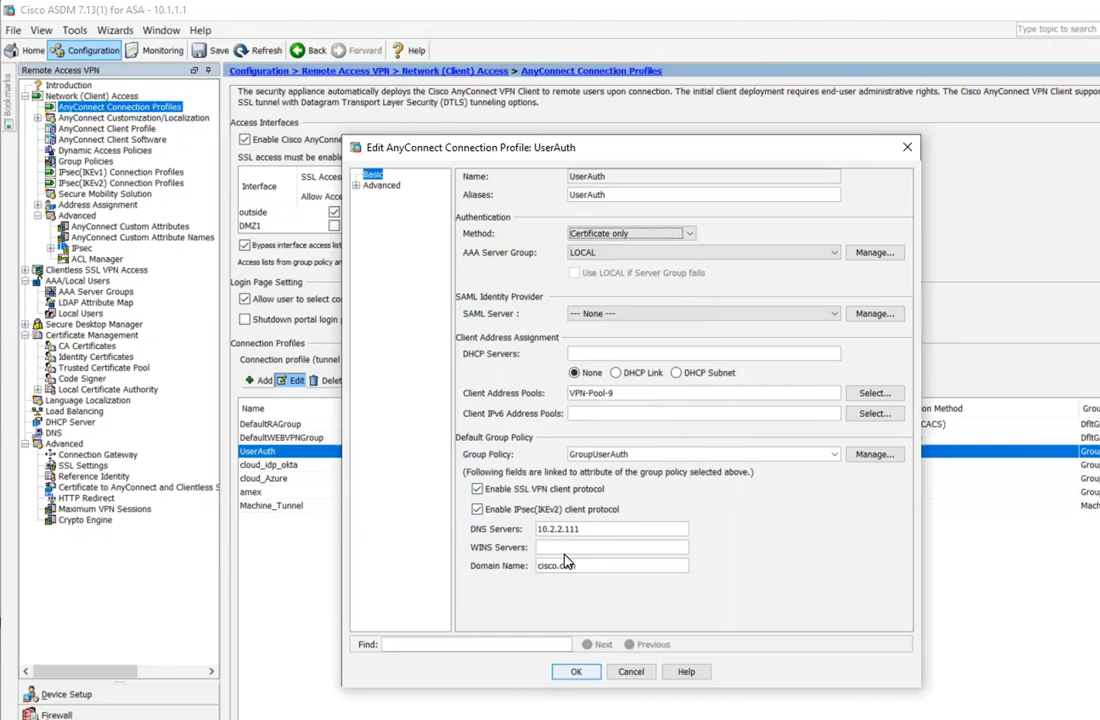 Cisco ASDM 7.13(1) for ASA - 10.1.1.1
File View Tools Wizards Window Help
Type topic to search
Home Configuration Monitoring Save Refresh Back Forward Help
Bookmarks
Remote Access VPN
Introduction
Network (Client) Access
AnyConnect Connection Profiles
AnyConnect Customization/Localization
AnyConnect Client Profile
AnyConnect Client Software
Dynamic Access Policies
Group Policies
IPsec(IKEv1) Connection Profiles
IPsec(IKEv2) Connection Profiles
Secure Mobility Solution
Address Assignment
Advanced
AnyConnect Custom Attributes
AnyConnect Custom Attribute Names
IPsec
ACL Manager
Clientless SSL VPN Access
AAA/Local Users
AAA Server Groups
LDAP Attribute Map
Local Users
Secure Desktop Manager
Certificate Management
CA Certificates
Identity Certificates
Trusted Certificate Pool
Code Signer
Local Certificate Authority
Language Localization
Load Balancing
DHCP Server
DNS
Advanced
Connection Gateway
SSL Settings
Reference Identity
Certificate to AnyConnect and Clientless S
HTTP Redirect
Maximum VPN Sessions
Crypto Engine
Device Setup
Firewall
Configuration > Remote Access VPN > Network (Client) Access > AnyConnect Connection Profiles
The security appliance automatically deploys the Cisco AnyConnect VPN Client to remote users upon connection. The initial client deployment requires end-user administrative rights. The Cisco AnyConnect VPN Client suppo
SSL tunnel with Datagram Transport Layer Security (DTLS) tunneling options.
Access Interfaces
Enable Cisco AnyConne
SSL access must be enable
Interface
SSL Acces
Allow Acce
outside
DMZ1
Bypass interface access list
Access lists from group policy an
Login Page Setting
Allow user to select co
Shutdown portal login p
Connection Profiles
Connection profile (tunnel
Add Edit Delet
Name
on Method
Group
DefaultRAGroup
CACS)
DfltGr
DefaultWEBVPNGroup
DfltGr
UserAuth
Group
cloud_idp_okta
Group
cloud_Azure
Group
amex
Group
Machine_Tunnel
Mach
Edit AnyConnect Connection Profile: UserAuth
Basic
Advanced
Name: UserAuth
Aliases: UserAuth
Authentication
Method: Certificate only
AAA Server Group: LOCAL Manage...
Use LOCAL if Server Group fails
SAML Identity Provider
SAML Server : --- None --- Manage...
Client Address Assignment
DHCP Servers:
None DHCP Link DHCP Subnet
Client Address Pools: VPN-Pool-9 Select...
Client IPv6 Address Pools: Select...
Default Group Policy
Group Policy: GroupUserAuth Manage...
(Following fields are linked to attribute of the group policy selected above.)
Enable SSL VPN client protocol
Enable IPsec(IKEv2) client protocol
DNS Servers: 10.2.2.111
WINS Servers:
Domain Name:
Find: Next Previous
OK Cancel Help